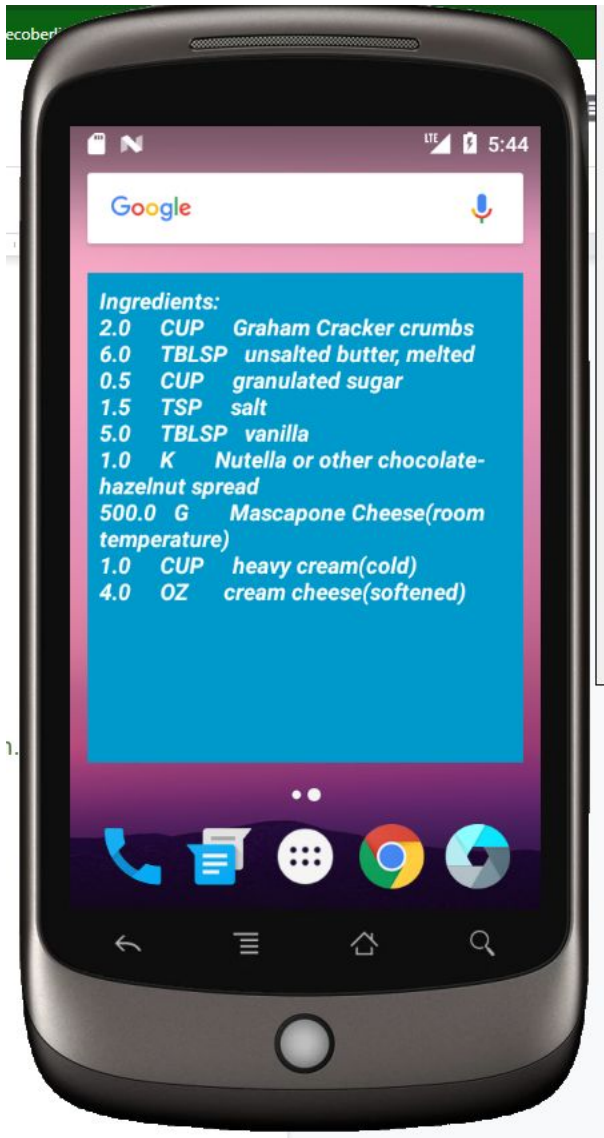 ecoberl
LTE 5:44
Google
Ingredients:
2.0 CUP Graham Cracker crumbs
6.0 TBLSP unsalted butter, melted
0.5 CUP granulated sugar
1.5 TSP salt
5.0 TBLSP vanilla
1.0 K Nutella or other chocolate-
hazelnut spread
500.0 G Mascapone Cheese(room
temperature)
1.0 CUP heavy cream(cold)
4.0 OZ cream cheese(softened)